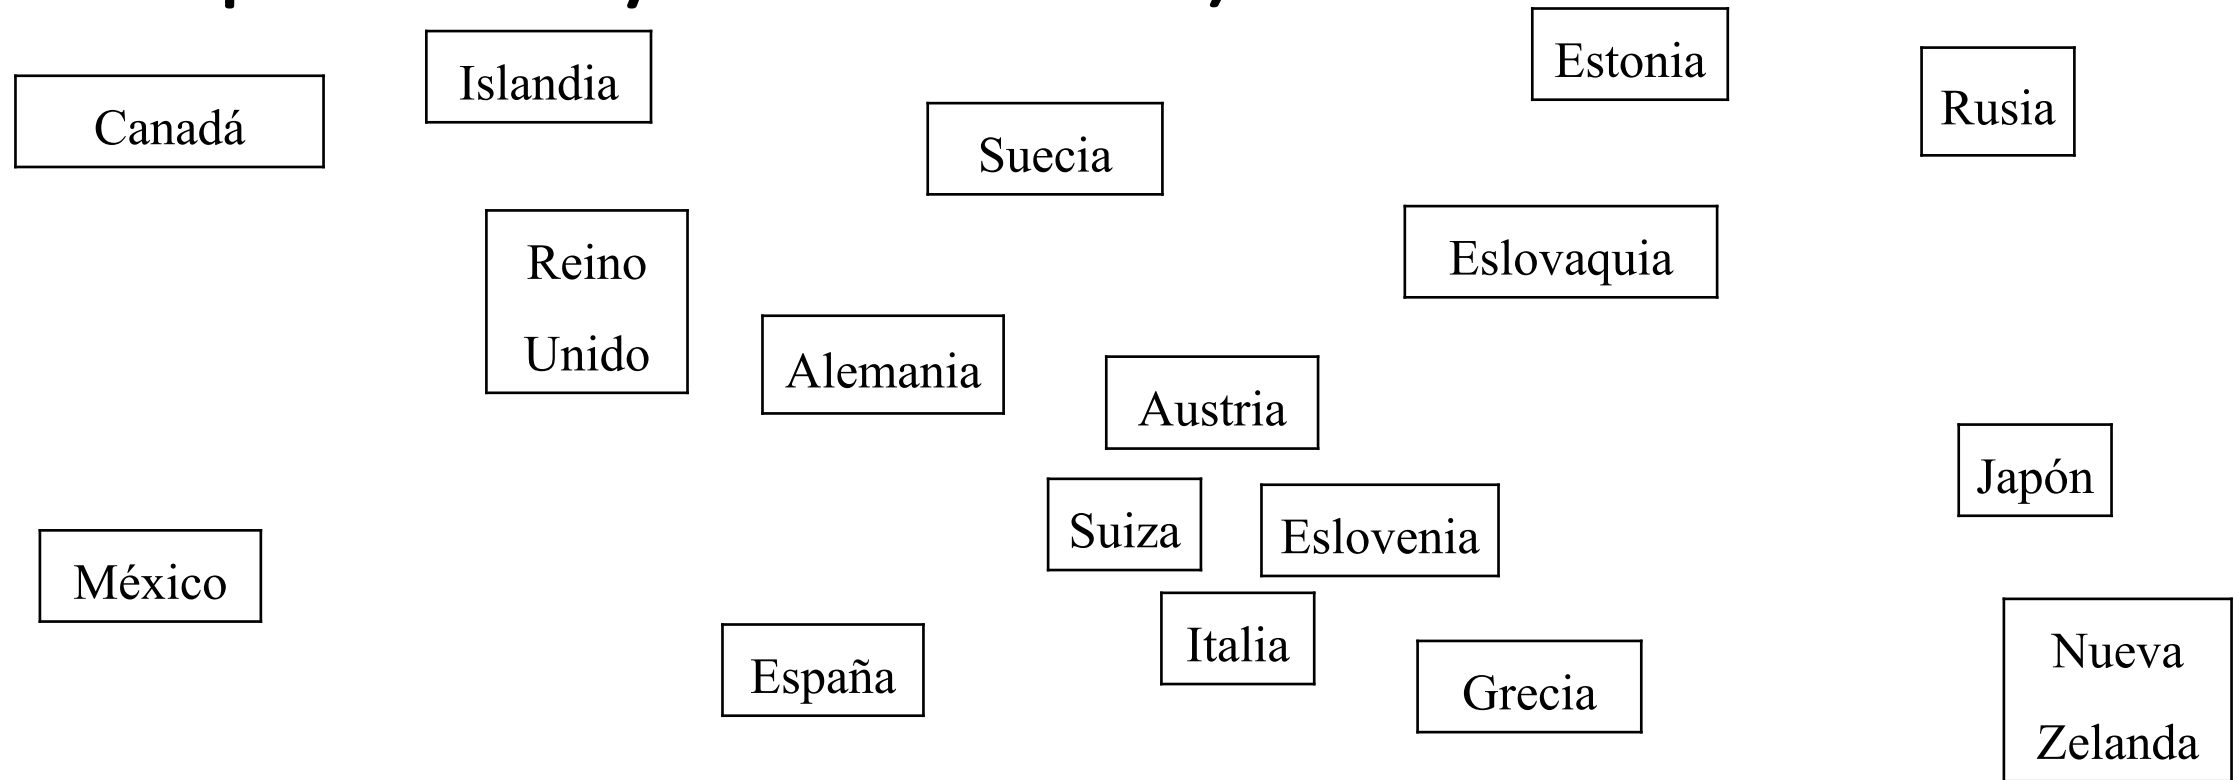 Estonia
Islandia
Rusia
Canadá
Suecia
Eslovaquia
Reino
Unido
Alemania
Austria
Japón
Suiza
Eslovenia
México
Italia
España
Grecia
Nueva
Zelanda